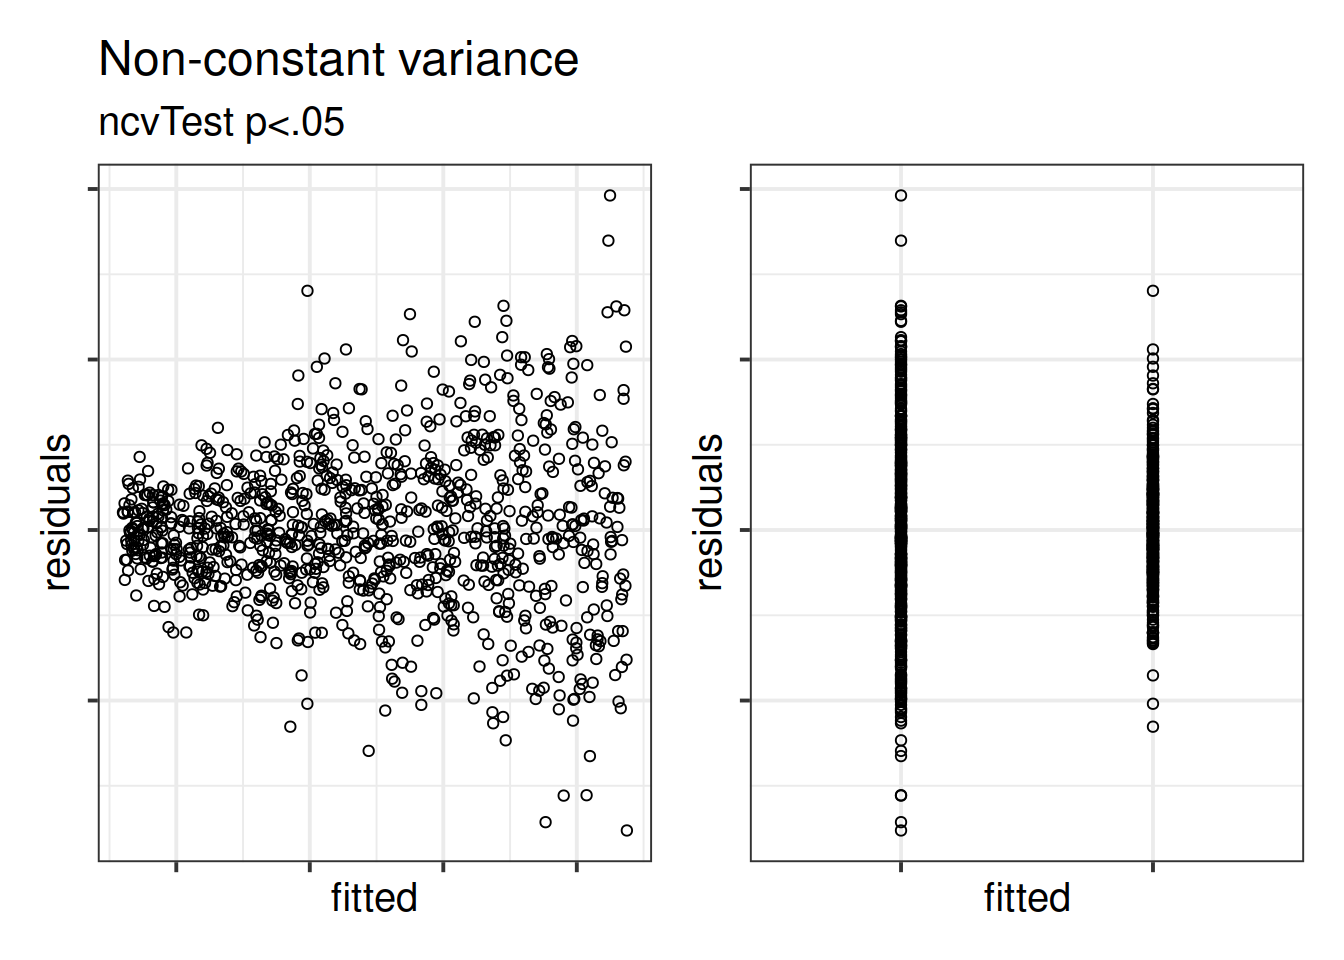 Non-constant variance
ncvTest p<.05
residuals
fitted
residuals
fitted